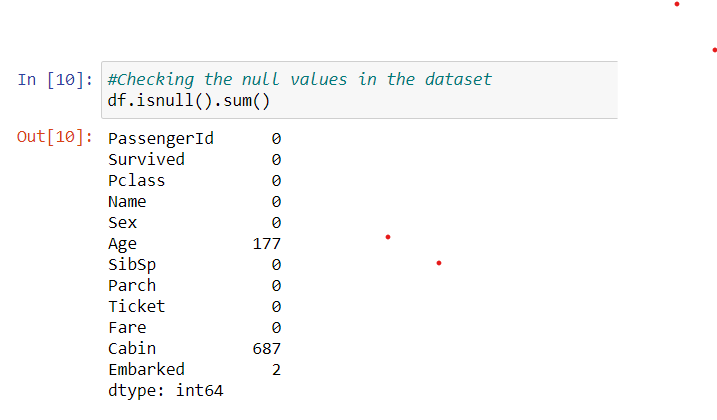 In [10]: #Checking the null values in the dataset
df.isnull().sum()
Out[10]: PassengerId 0
Survived 0
Pclass 0
Name 0
Sex 0
Age 177
SibSp 0
Parch 0
Ticket 0
Fare 0
Cabin 687
Embarked 2
dtype: int64